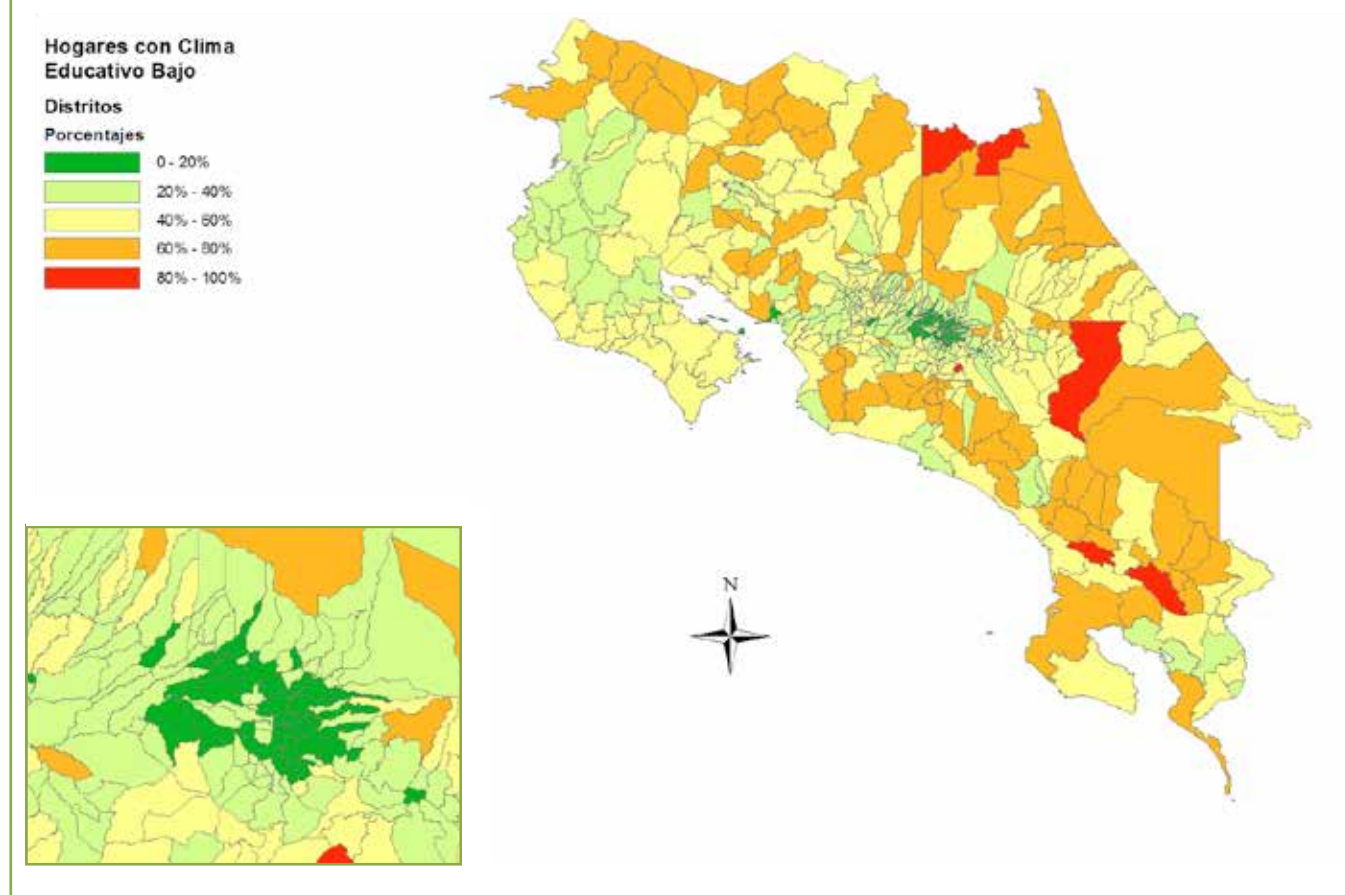 Hogares con Clima
Educativo Bajo
Distritos
Porcentajes
0 - 20%
20% - 40%
40% - 60%
60% - 80%
80% - 100%
N